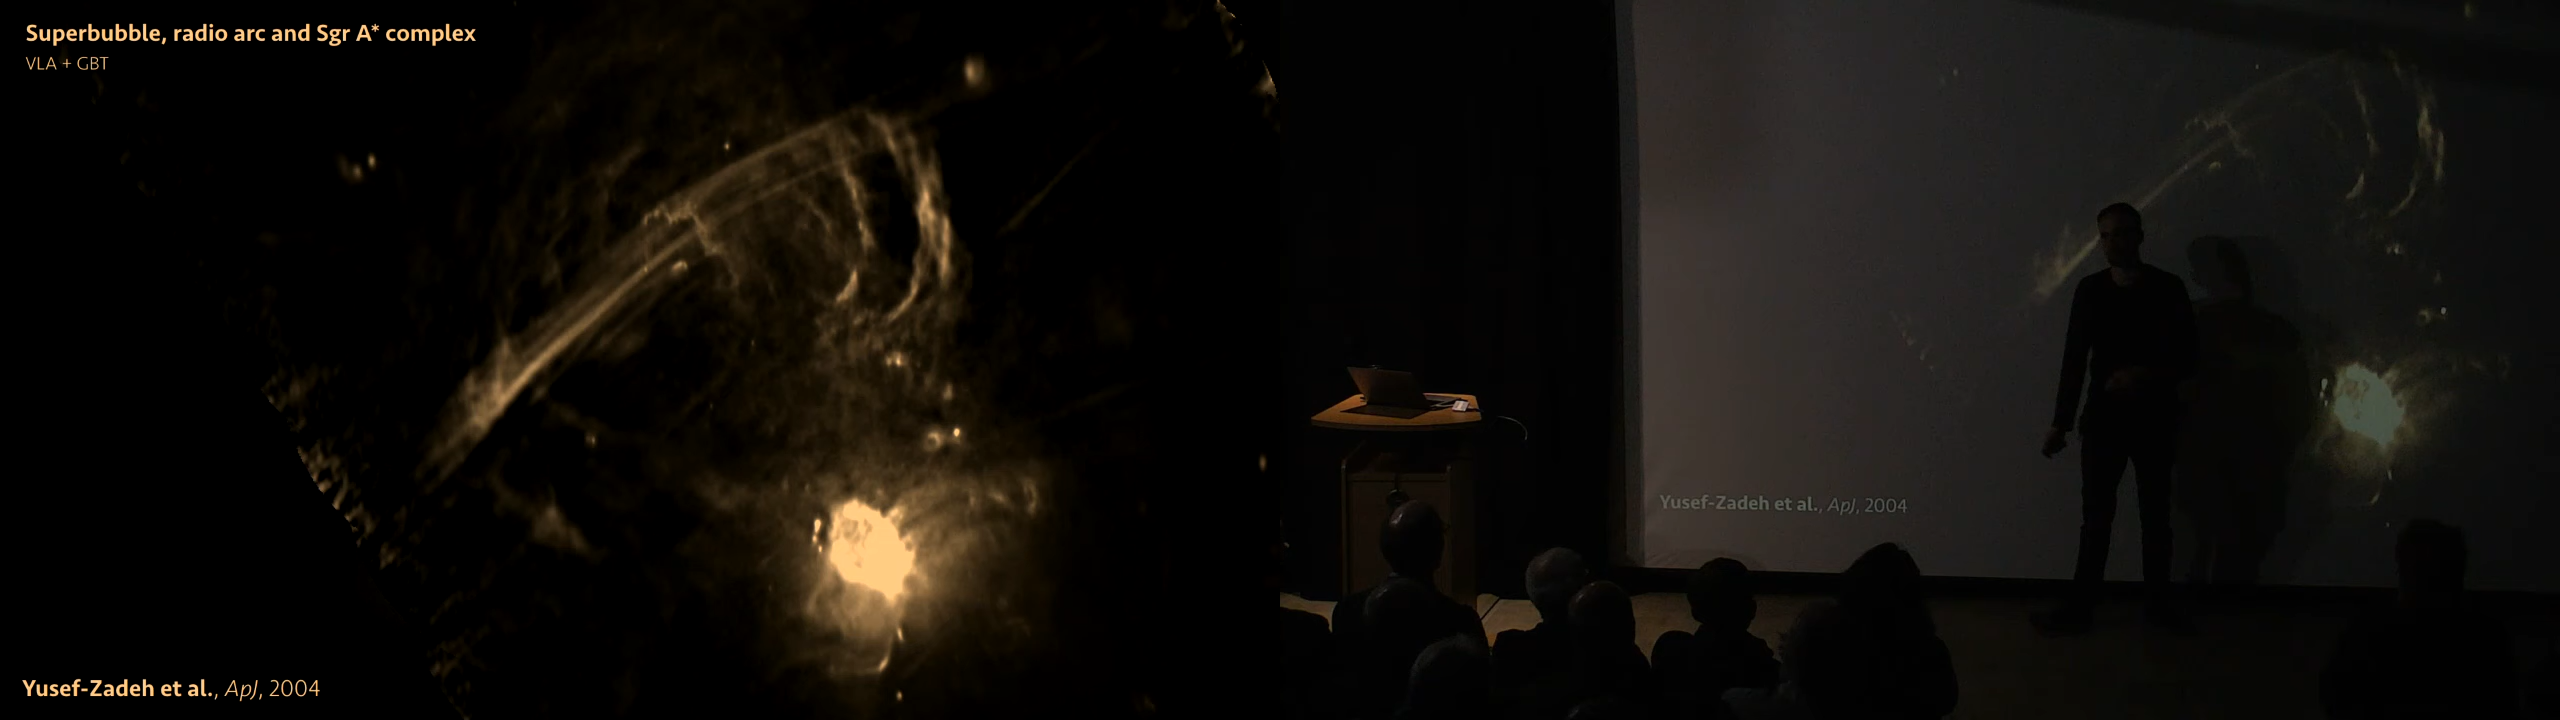 Superbubble, radio arc and Sgr A* complex
VLA + GBT
Yusef-Zadeh et al., ApJ, 2004
Yusef-Zadeh et al., ApJ, 2004